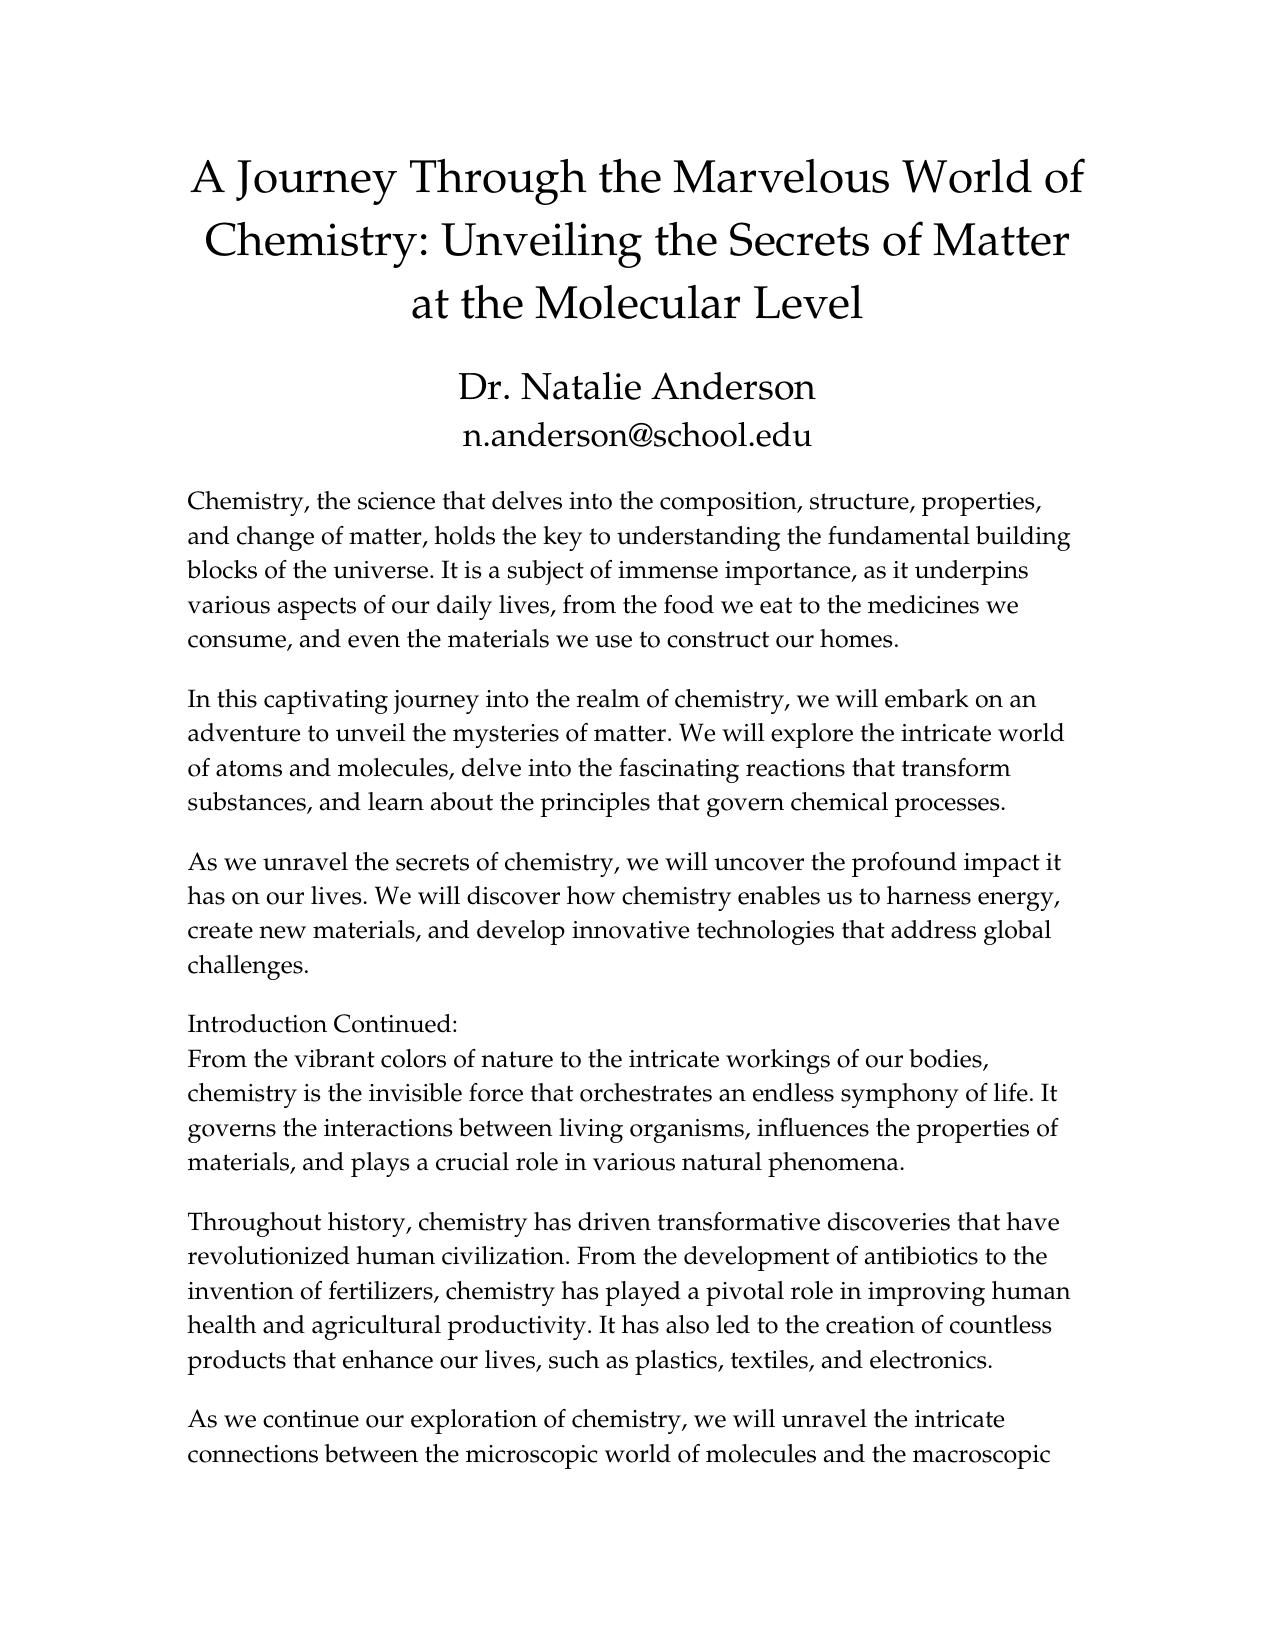 A Journey Through the Marvelous World of
Chemistry: Unveiling the Secrets of Matter
at the Molecular Level
Dr. Natalie Anderson
n.anderson@school.edu
Chemistry, the science that delves into the composition, structure, properties,
and change of matter, holds the key to understanding the fundamental building
blocks of the universe. It is a subject of immense importance, as it underpins
various aspects of our daily lives, from the food we eat to the medicines we
consume, and even the materials we use to construct our homes.
In this captivating journey into the realm of chemistry, we will embark on an
adventure to unveil the mysteries of matter. We will explore the intricate world
of atoms and molecules, delve into the fascinating reactions that transform
substances, and learn about the principles that govern chemical processes.
As we unravel the secrets of chemistry, we will uncover the profound impact it
has on our lives. We will discover how chemistry enables us to harness energy,
create new materials, and develop innovative technologies that address global
challenges.
Introduction Continued:
From the vibrant colors of nature to the intricate workings of our bodies,
chemistry is the invisible force that orchestrates an endless symphony of life. It
governs the interactions between living organisms, influences the properties of
materials, and plays a crucial role in various natural phenomena.
Throughout history, chemistry has driven transformative discoveries that have
revolutionized human civilization. From the development of antibiotics to the
invention of fertilizers, chemistry has played a pivotal role in improving human
health and agricultural productivity. It has also led to the creation of countless
products that enhance our lives, such as plastics, textiles, and electronics.
As we continue our exploration of chemistry, we will unravel the intricate
connections between the microscopic world of molecules and the macroscopic